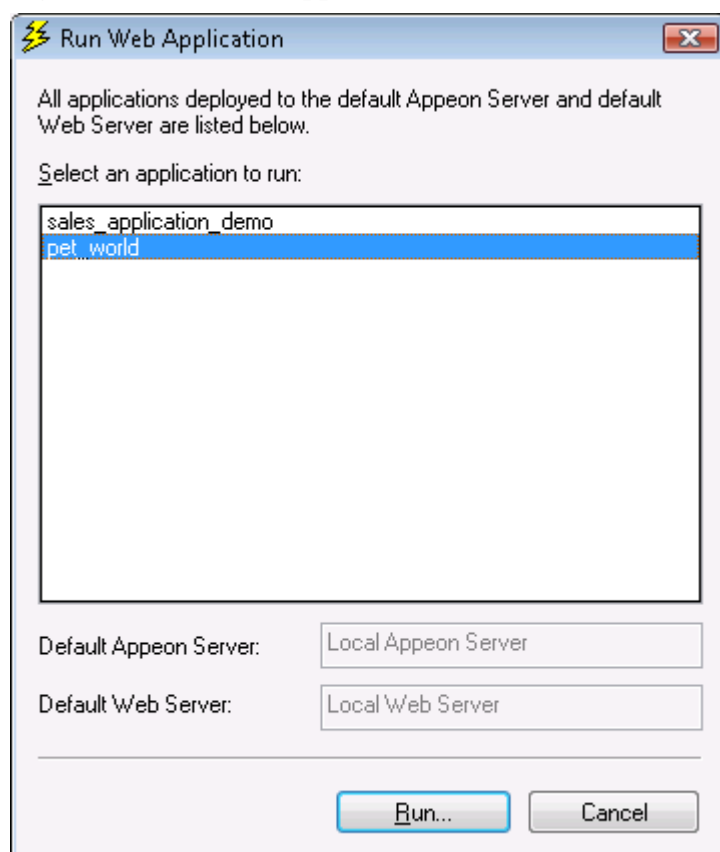 Run Web Application
All applications deployed to the default Appeon Server and default
Web Server are listed below.
Select an application to run:
sales_application_demo
pet_world
Default Appeon Server:
Local Appeon Server
Default Web Server:
Local Web Server
Run...
Cancel